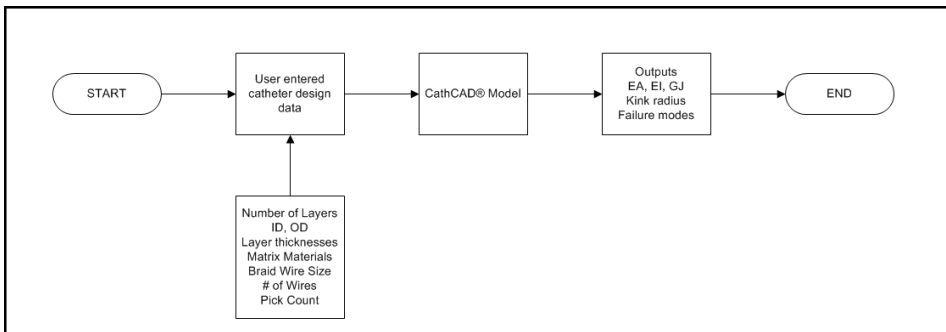 START
User entered
catheter design
data
CathCAD® Model
Outputs
EA, EI, GJ
Kink radius
Failure modes
END
Number of Layers
ID, OD
Layer thicknesses
Matrix Materials
Braid Wire Size
# of Wires
Pick Count